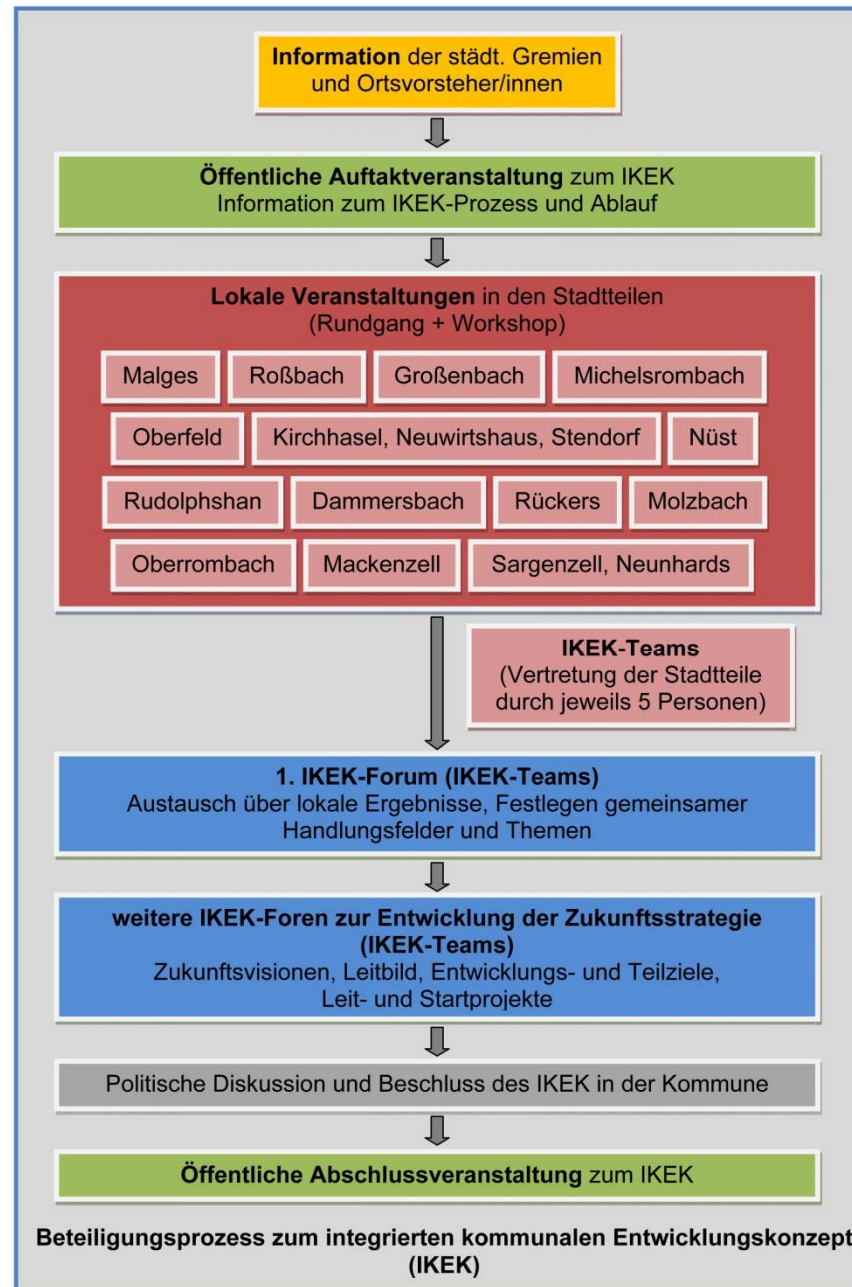 Information der städt. Gremien
und Ortsvorsteher/innen
Öffentliche Auftaktveranstaltung zum IKEK
Information zum IKEK-Prozess und Ablauf
Lokale Veranstaltungen in den Stadtteilen
(Rundgang + Workshop)
Malges Roßbach Großenbach Michelsrombach
Oberfeld Kirchhasel, Neuwirtshaus, Stendorf Nüst
Rudolphshan Dammersbach Rückers Molzbach
Oberrombach Mackenzell Sargenzell, Neunhards
IKEK-Teams
(Vertretung der Stadtteile
durch jeweils 5 Personen)
1. IKEK-Forum (IKEK-Teams)
Austausch über lokale Ergebnisse, Festlegen gemeinsamer
Handlungsfelder und Themen
weitere IKEK-Foren zur Entwicklung der Zukunftsstrategie
(IKEK-Teams)
Zukunftsvisionen, Leitbild, Entwicklungs- und Teilziele,
Leit- und Startprojekte
Politische Diskussion und Beschluss des IKEK in der Kommune
Öffentliche Abschlussveranstaltung zum IKEK
Beteiligungsprozess zum integrierten kommunalen Entwicklungskonzept
(IKEK)